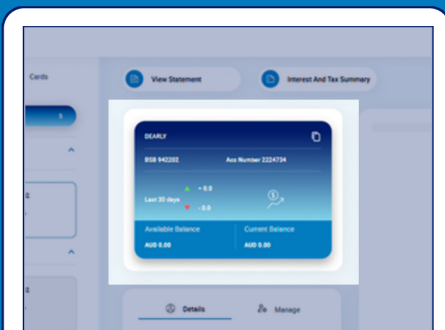 Cards
View Statement
Interest And Tax Summary
5
DEARLY
BSB 942202 Acc Number 2224734
+ 0.0
Last 30 days
- 0.0
Available Balance Current Balance
AUD 0.00 AUD 0.00
Details Manage